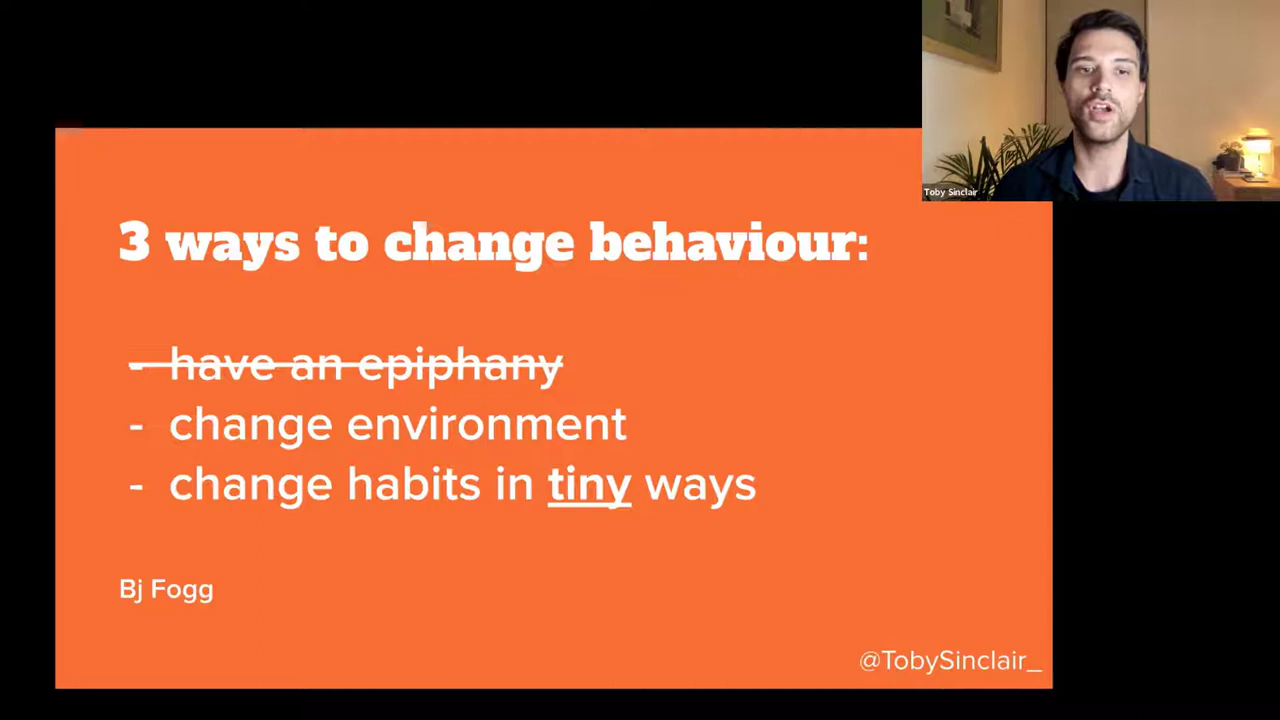 Toby Sinclair
3 ways to change behaviour:
- have an epiphany
- change environment
- change habits in tiny ways
Bj Fogg
@TobySinclair_